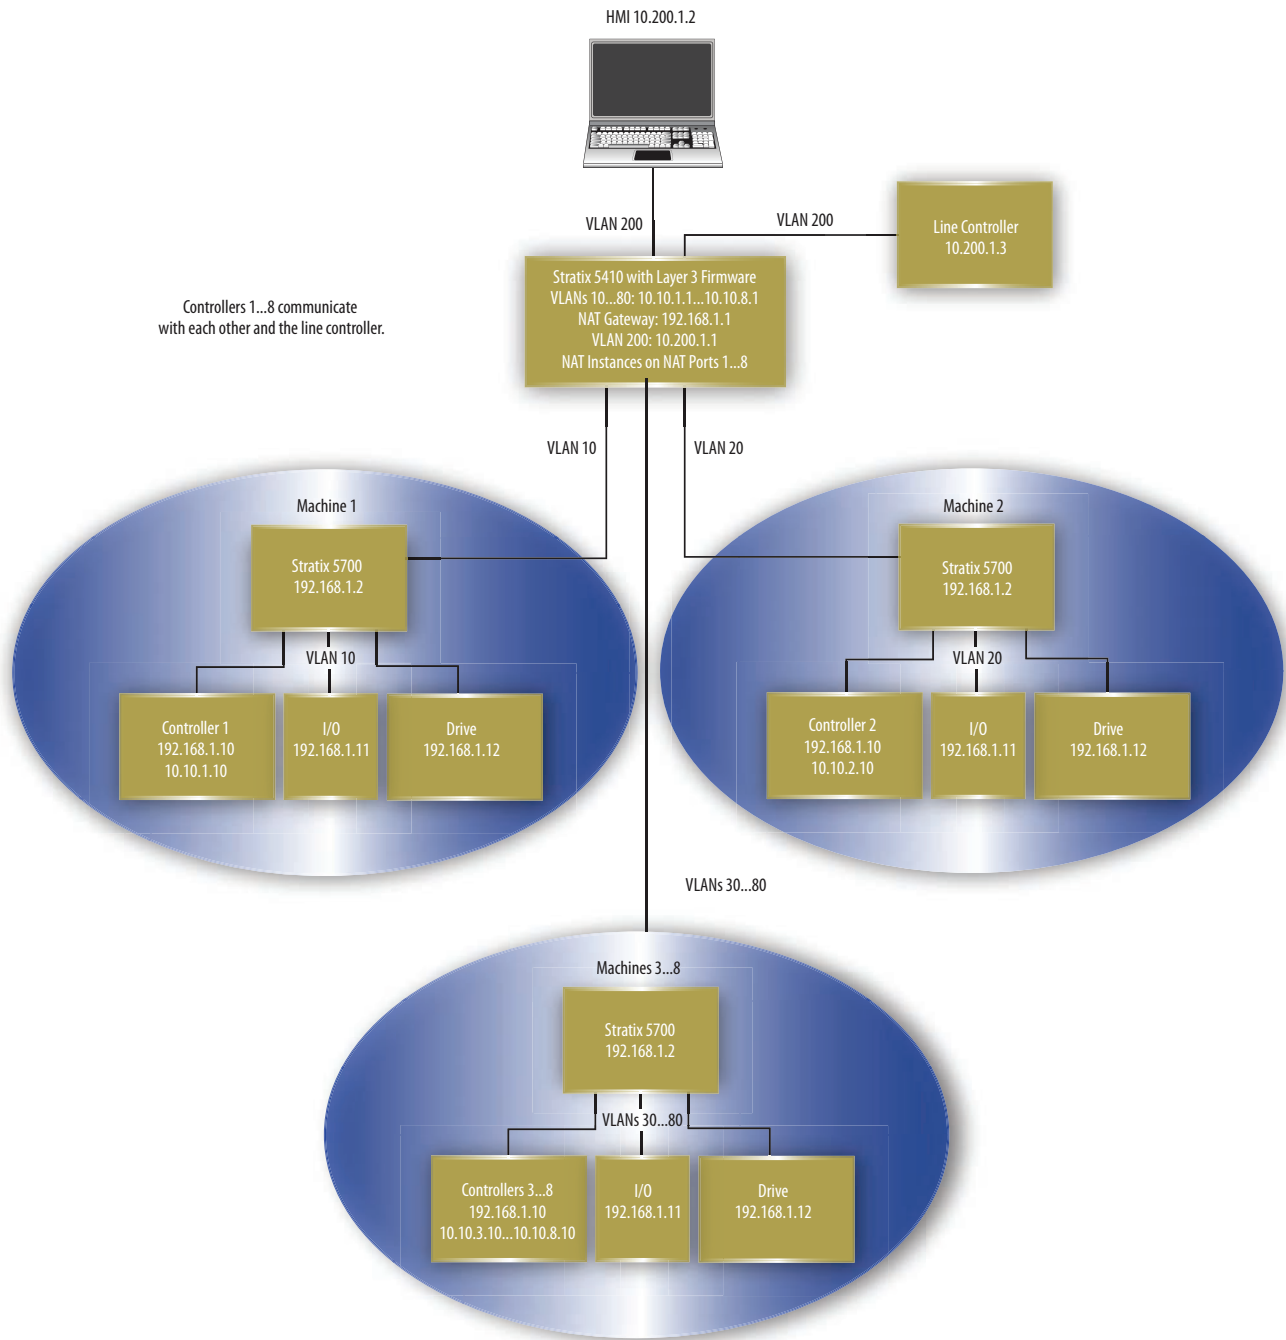 HMI 10.200.1.2
VLAN 200
VLAN 200
Line Controller
10.200.1.3
Stratix 5410 with Layer 3 Firmware
VLANs 10...80: 10.10.1.1...10.10.8.1
NAT Gateway: 192.168.1.1
VLAN 200: 10.200.1.1
NAT Instances on NAT Ports 1...8
Controllers 1...8 communicate
with each other and the line controller.
VLAN 10
VLAN 20
Machine 1
Stratix 5700
192.168.1.2
VLAN 10
Controller 1
192.168.1.10
10.10.1.10
I/O
192.168.1.11
Drive
192.168.1.12
Machine 2
Stratix 5700
192.168.1.2
VLAN 20
Controller 2
192.168.1.10
10.10.2.10
I/O
192.168.1.11
Drive
192.168.1.12
VLANs 30...80
Machines 3...8
Stratix 5700
192.168.1.2
VLANs 30...80
Controllers 3...8
192.168.1.10
10.10.3.10...10.10.8.10
I/O
192.168.1.11
Drive
192.168.1.12